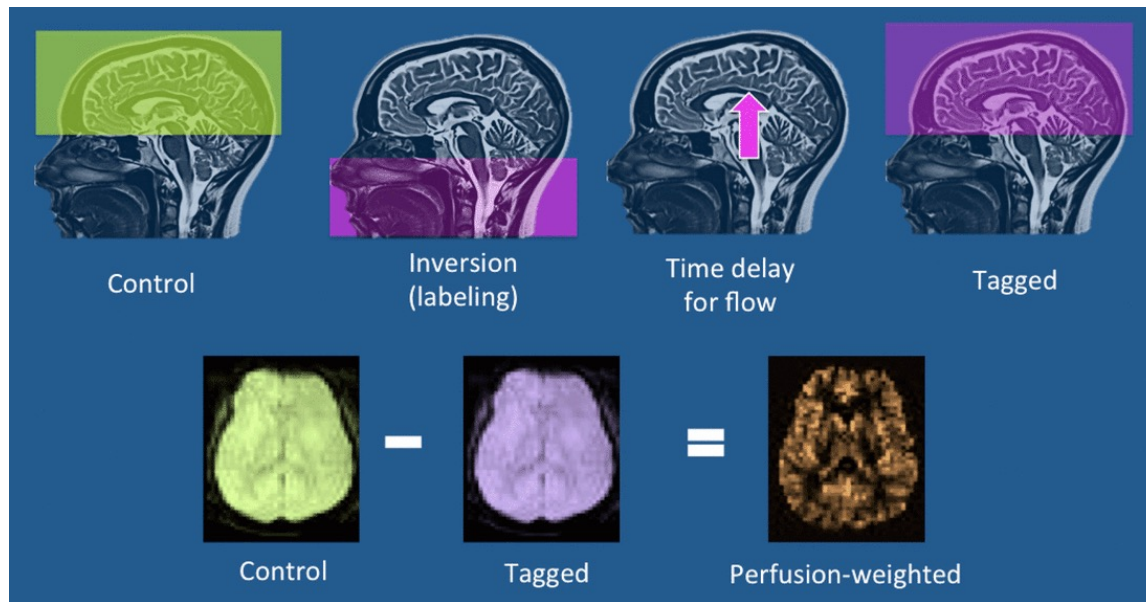 Control
Inversion
(labeling)
Time delay
for flow
Tagged
Control
Tagged
Perfusion-weighted